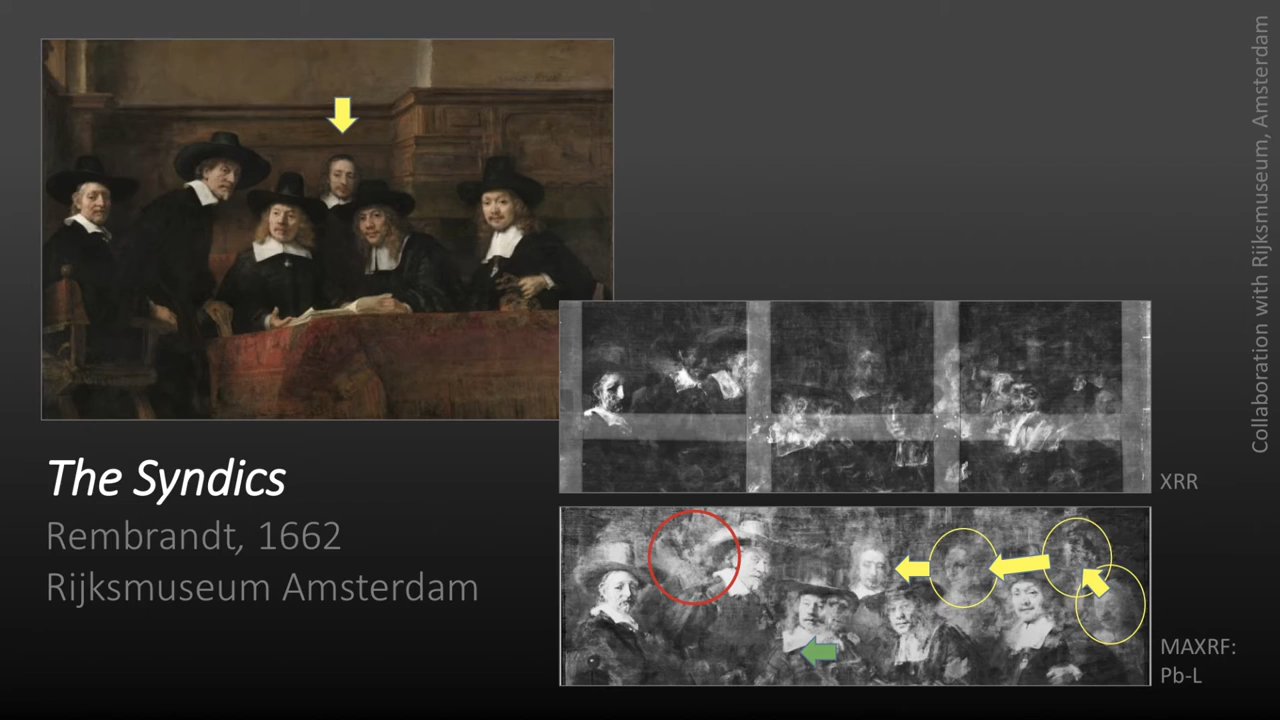 The Syndics
Rembrandt, 1662
Rijksmuseum Amsterdam
XRR
MAXRF:
Pb-L
Collaboration with Rijksmuseum, Amsterdam